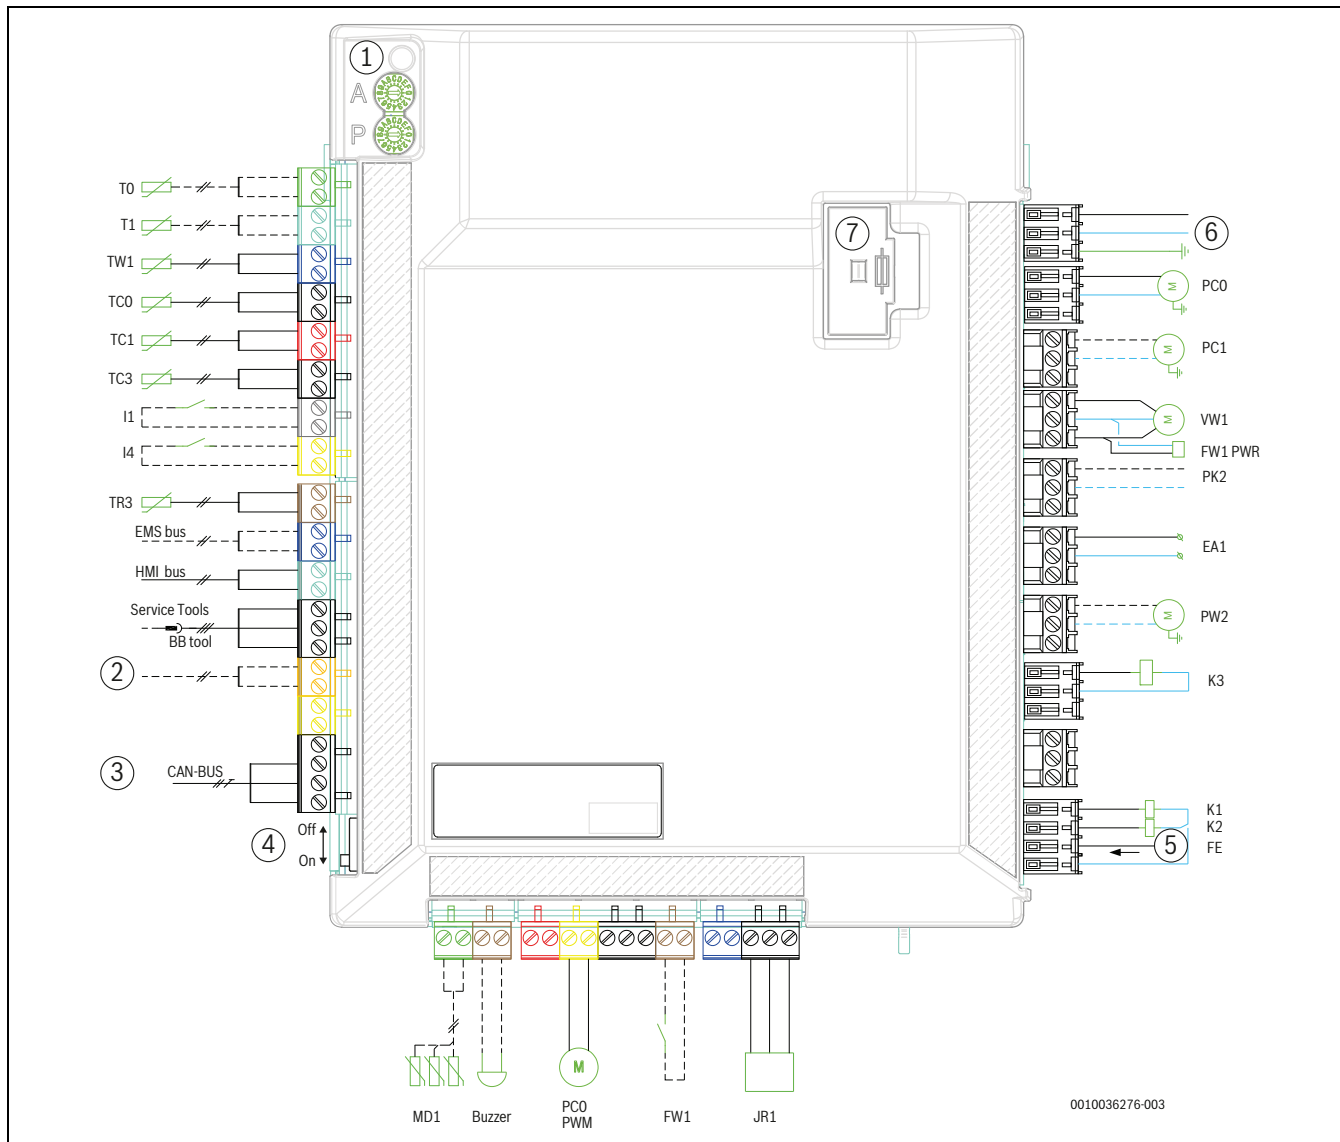 1
A
P
T0
T1
TW1
TC0
TC1
TC3
I1
I4
TR3
EMS bus
HMI bus
Service Tools
BB tool
2
3
CAN-BUS
4
Off
On
7
6
M
PC0
M
PC1
M
VW1
FW1 PWR
PK2
EA1
M
PW2
K3
K1
K2
5
FE
MD1
Buzzer
M
PC0
PWM
FW1
JR1
0010036276-003